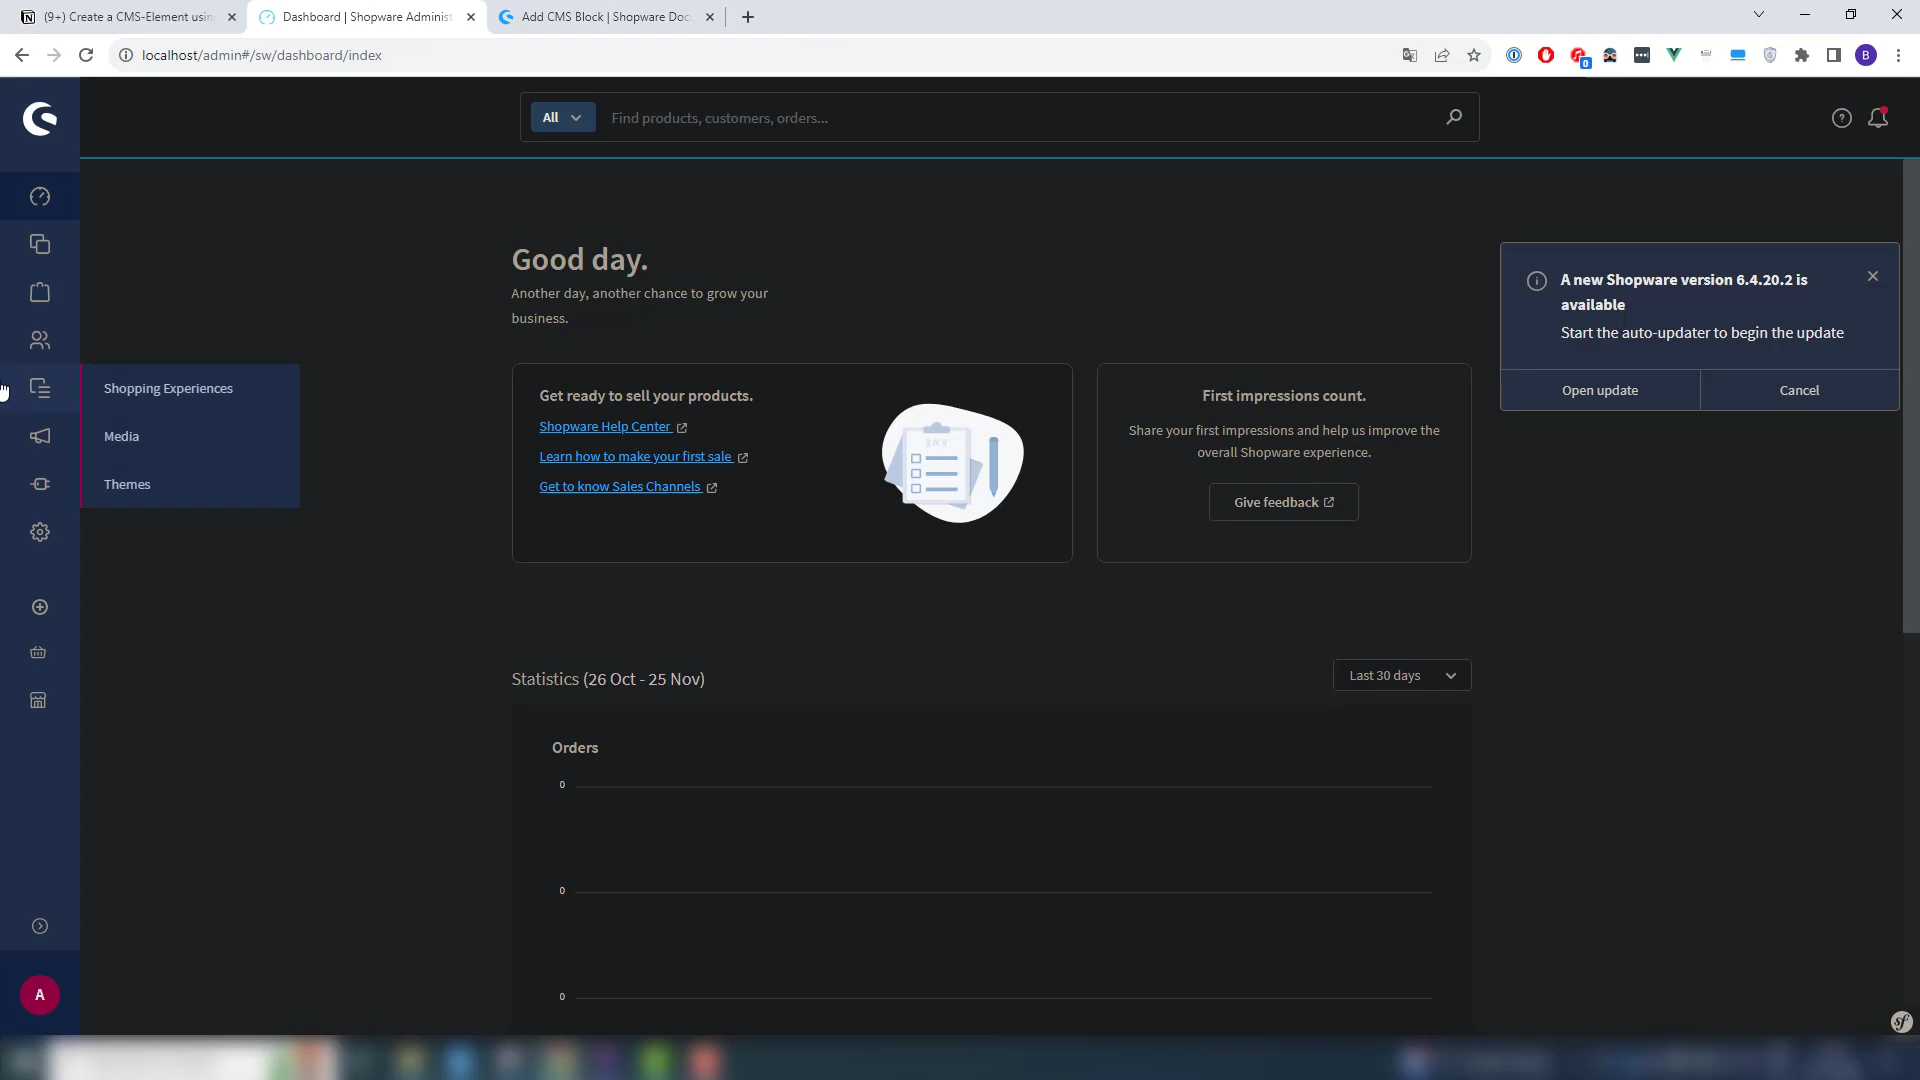 (9+) Create a CMS-Element usin
Dashboard | Shopware Administ
Add CMS Block | Shopware Doc
localhost/admin#/sw/dashboard/index
0
B
All
Find products, customers, orders...
Good day.
Another day, another chance to grow your
business.
A new Shopware version 6.4.20.2 is
available
Start the auto-updater to begin the update
Open update
Cancel
Shopping Experiences
Media
Themes
Get ready to sell your products.
Shopware Help Center
Learn how to make your first sale
Get to know Sales Channels
First impressions count.
Share your first impressions and help us improve the
overall Shopware experience.
Give feedback
Statistics (26 Oct - 25 Nov)
Last 30 days
Orders
0
0
0
A
sf